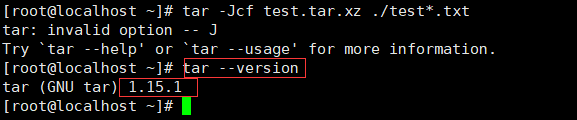 [root@localhost ~]# tar -Jcf test.tar.xz ./test*.txt
tar: invalid option -- J
Try `tar --help' or `tar --usage' for more information.
[root@localhost ~]# tar --version
tar (GNU tar) 1.15.1
[root@localhost ~]#